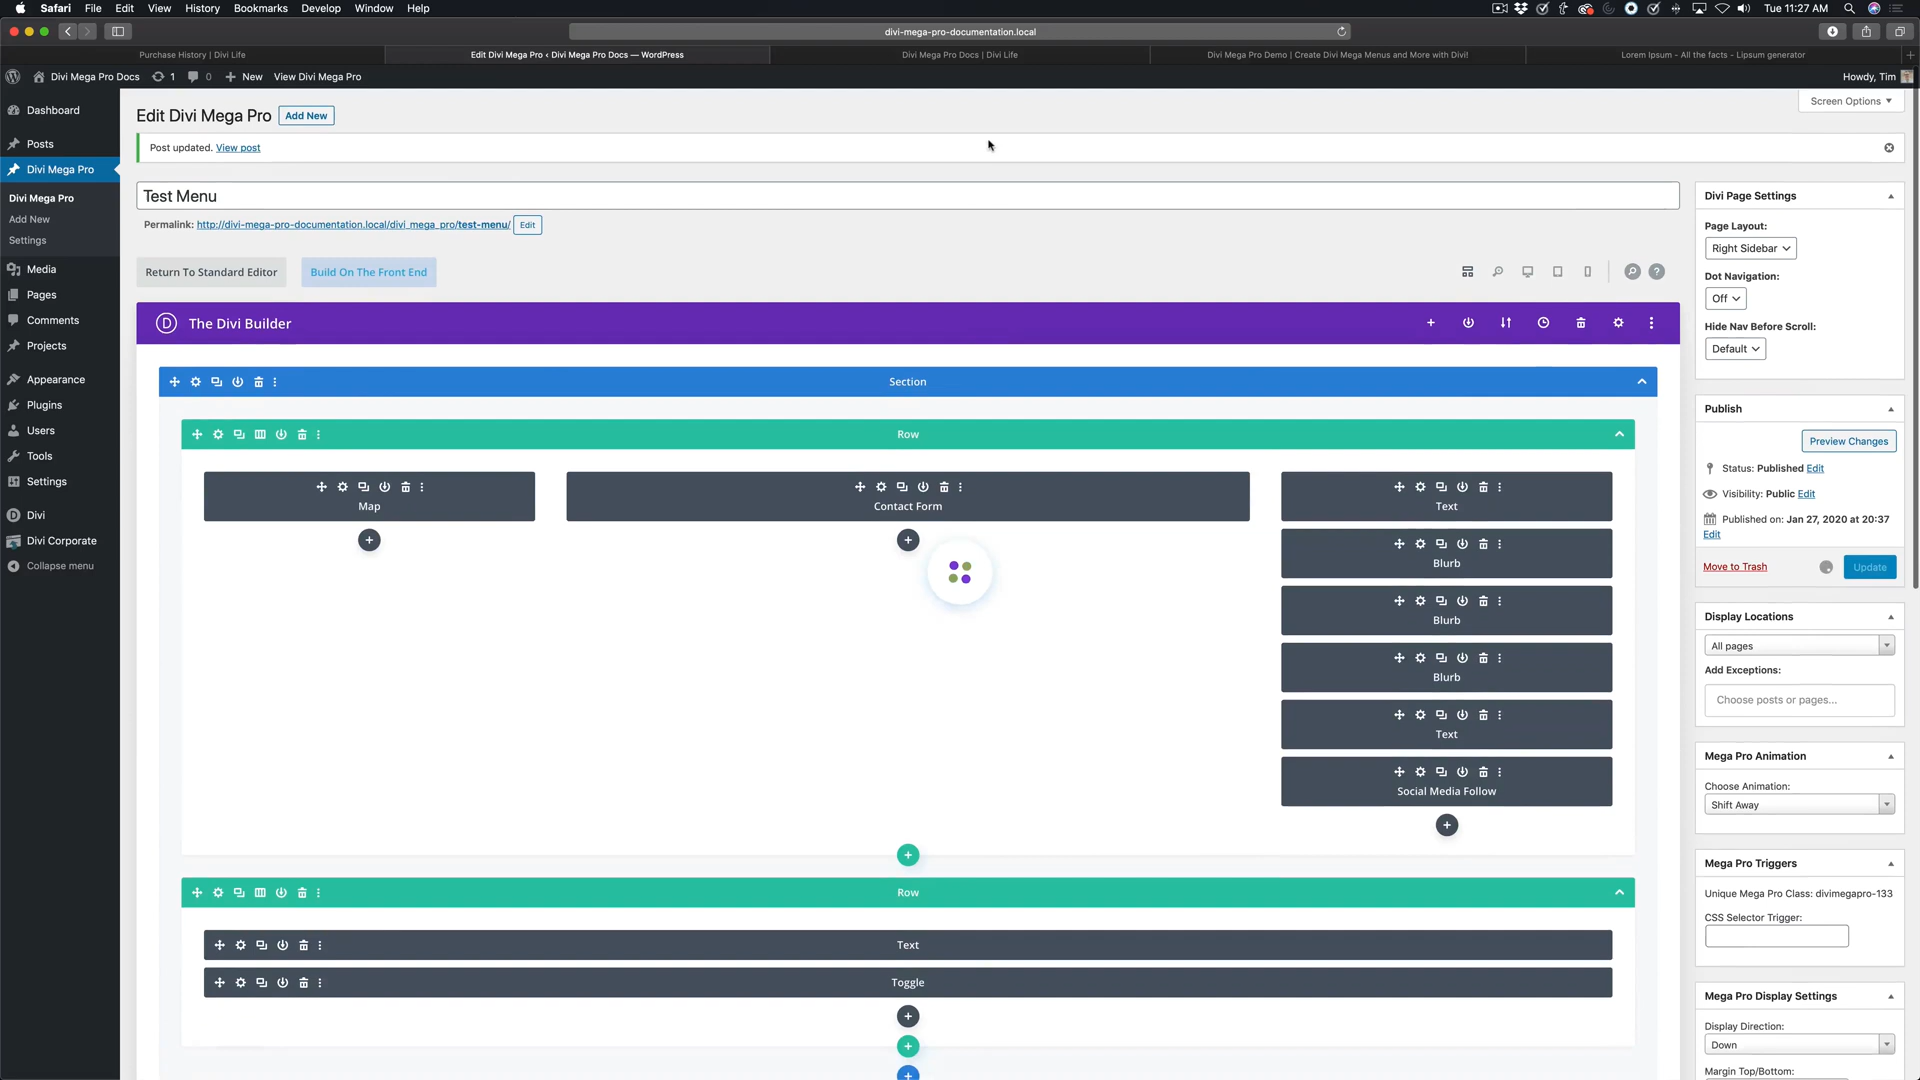 Safari File Edit View History Bookmarks Develop Window Help Tue 11:27 AM
divi-mega-pro-documentation.local
Purchase History | Divi Life
Edit Divi Mega Pro ‹ Divi Mega Pro Docs — WordPress
Divi Mega Pro Docs | Divi Life
Divi Mega Pro Demo | Create Divi Mega Menus and More with Divi!
Lorem Ipsum - All the facts - Lipsum generator
Divi Mega Pro Docs 1 0 New View Divi Mega Pro Howdy, Tim
Dashboard
Posts
Divi Mega Pro
Divi Mega Pro
Add New
Settings
Media
Pages
Comments
Projects
Appearance
Plugins
Users
Tools
Settings
Divi
Divi Corporate
Collapse menu
Screen Options
Edit Divi Mega Pro Add New
Post updated. View post
Test Menu
Permalink: http://divi-mega-pro-documentation.local/divi_mega_pro/test-menu/ Edit
Return To Standard Editor Build On The Front End
D The Divi Builder
Section
Row
Map
Contact Form
Text
Blurb
Blurb
Blurb
Text
Social Media Follow
Row
Text
Toggle
Divi Page Settings
Page Layout:
Right Sidebar
Dot Navigation:
Off
Hide Nav Before Scroll:
Default
Publish
Preview Changes
Status: Published Edit
Visibility: Public Edit
Published on: Jan 27, 2020 at 20:37
Edit
Move to Trash Update
Display Locations
All pages
Add Exceptions:
Choose posts or pages...
Mega Pro Animation
Choose Animation:
Shift Away
Mega Pro Triggers
Unique Mega Pro Class: divimegapro-133
CSS Selector Trigger:
Mega Pro Display Settings
Display Direction:
Down
Margin Top/Bottom: